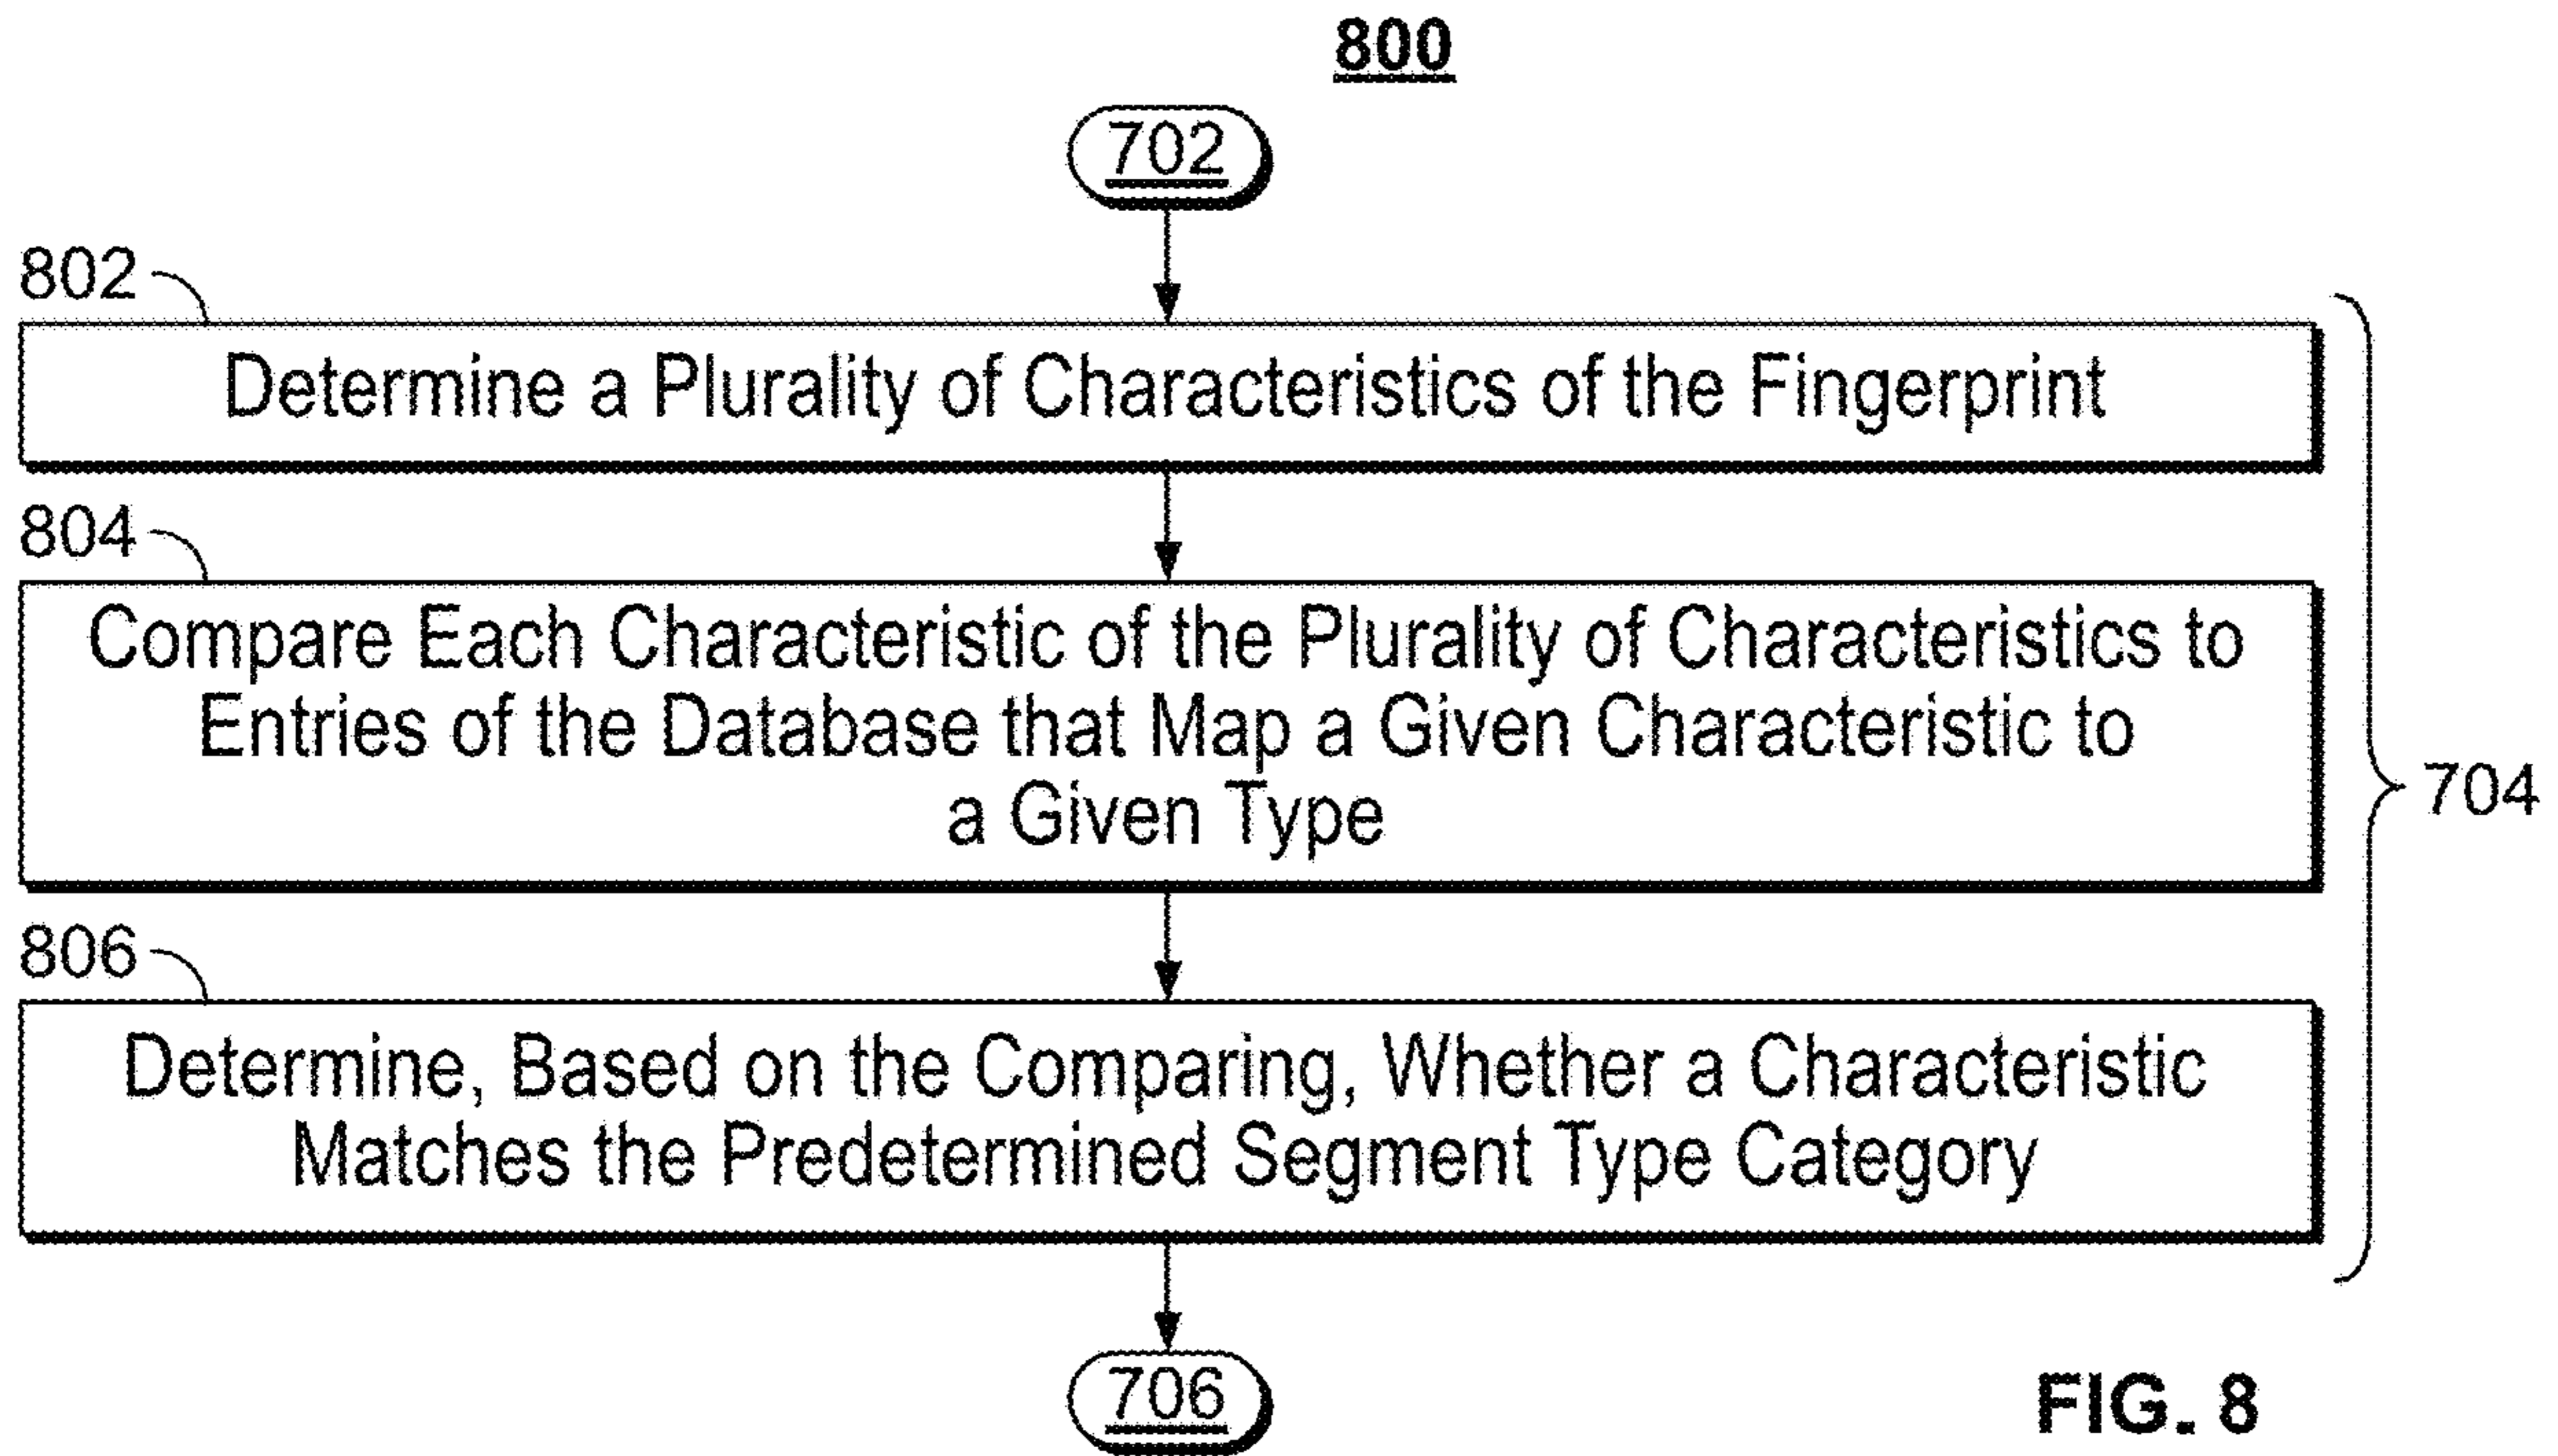 800
702
802
Determine a Plurality of Characteristics of the Fingerprint
804
Compare Each Characteristic of the Plurality of Characteristics to
Entries of the Database that Map a Given Characteristic to
a Given Type
704
806
Determine, Based on the Comparing, Whether a Characteristic
Matches the Predetermined Segment Type Category
706
FIG. 8